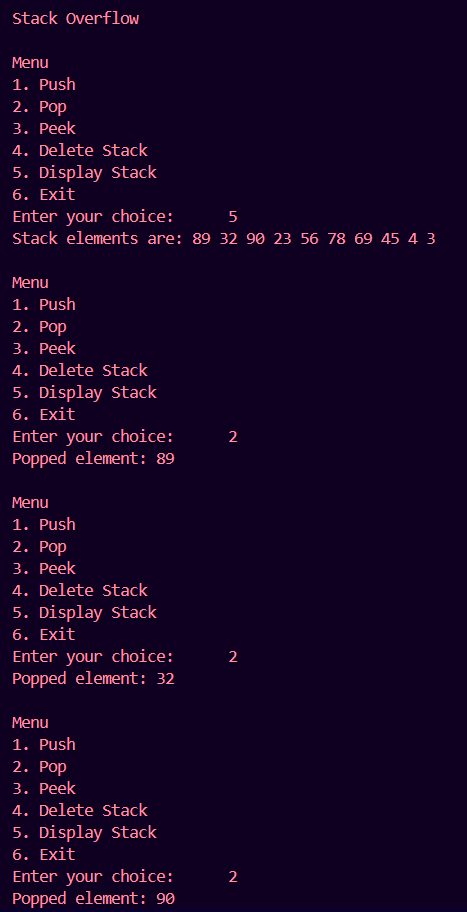 Stack Overflow

Menu
1. Push
2. Pop
3. Peek
4. Delete Stack
5. Display Stack
6. Exit
Enter your choice:      5
Stack elements are: 89 32 90 23 56 78 69 45 4 3

Menu
1. Push
2. Pop
3. Peek
4. Delete Stack
5. Display Stack
6. Exit
Enter your choice:      2
Popped element: 89

Menu
1. Push
2. Pop
3. Peek
4. Delete Stack
5. Display Stack
6. Exit
Enter your choice:      2
Popped element: 32

Menu
1. Push
2. Pop
3. Peek
4. Delete Stack
5. Display Stack
6. Exit
Enter your choice:      2
Popped element: 90